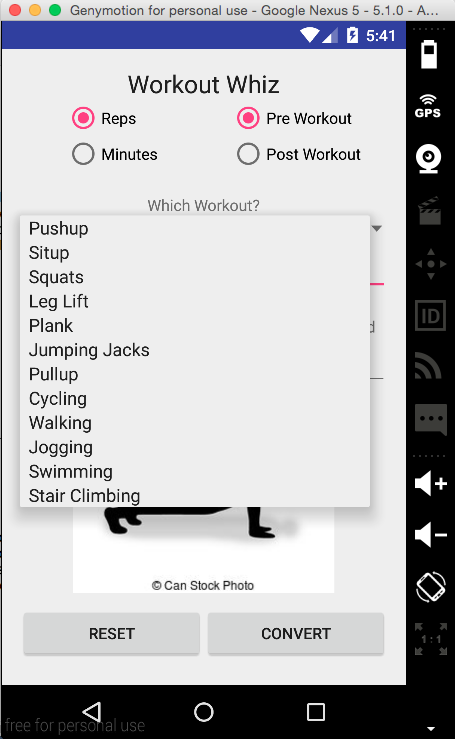 Genymotion for personal use - Google Nexus 5 - 5.1.0 - A...
5:41
GPS
Workout Whiz
Reps
Pre Workout
Minutes
Post Workout
Which Workout?
Pushup
Situp
Squats
Leg Lift
Plank
d
Jumping Jacks
Pullup
Cycling
Walking
Jogging
Swimming
Stair Climbing
© Can Stock Photo
RESET
CONVERT
ID
1:1
free for personal use